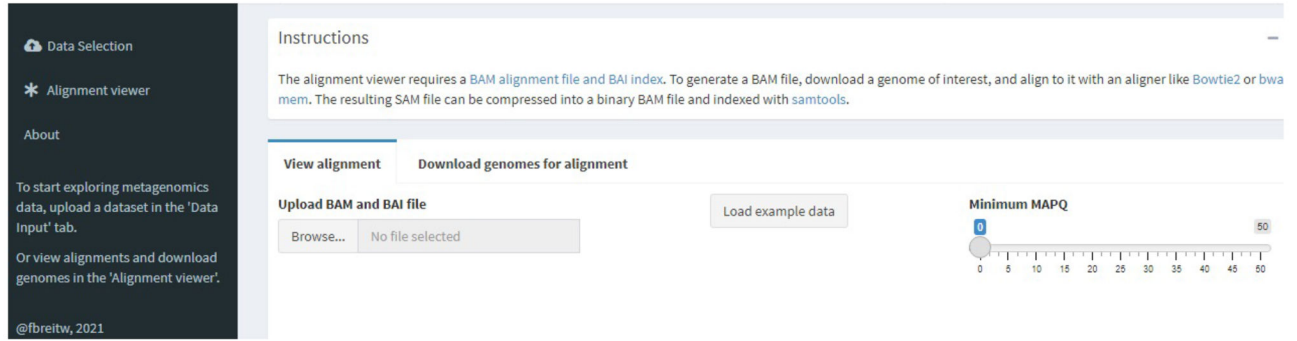 Data Selection
Alignment viewer
About
To start exploring metagenomics
data, upload a dataset in the 'Data
Input' tab.
Or view alignments and download
genomes in the 'Alignment viewer'.
@fbreitw, 2021
Instructions
The alignment viewer requires a BAM alignment file and BAI index. To generate a BAM file, download a genome of interest, and align to it with an aligner like Bowtie2 or bwa
mem. The resulting SAM file can be compressed into a binary BAM file and indexed with samtools.
View alignment Download genomes for alignment
Upload BAM and BAI file
Browse... No file selected
Load example data
Minimum MAPQ
0 50
0 5 10 15 20 25 30 35 40 45 50